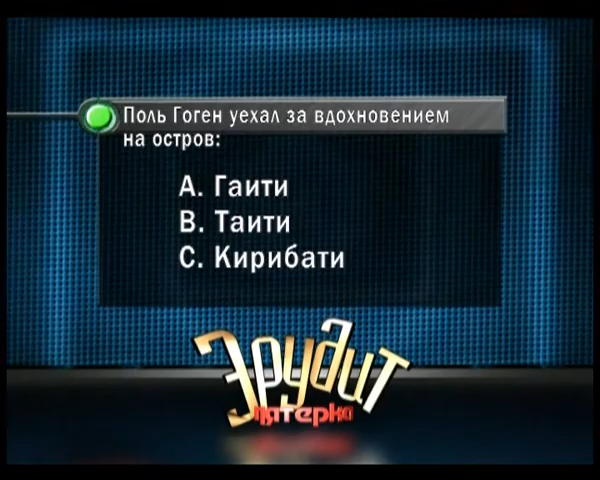 Поль Гоген уехал за вдохновением
на остров:
А. Гаити
В. Таити
С. Кирибати
Эрудит
пятерка